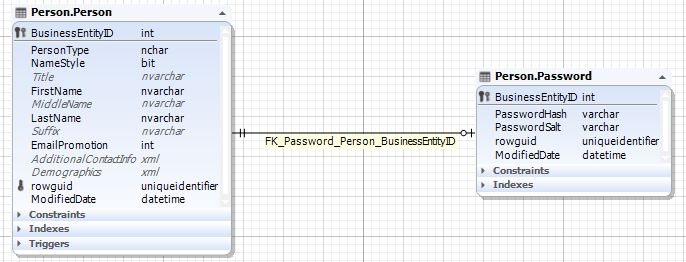 Person.Person
BusinessEntityID int
PersonType nchar
NameStyle bit
Title nvarchar
FirstName nvarchar
MiddleName nvarchar
LastName nvarchar
Suffix nvarchar
EmailPromotion int
AdditionalContactInfo xml
Demographics xml
rowguid uniqueidentifier
ModifiedDate datetime
Constraints
Indexes
Triggers
FK_Password_Person_BusinessEntityID
Person.Password
BusinessEntityID int
PasswordHash varchar
PasswordSalt varchar
rowguid uniqueidentifier
ModifiedDate datetime
Constraints
Indexes